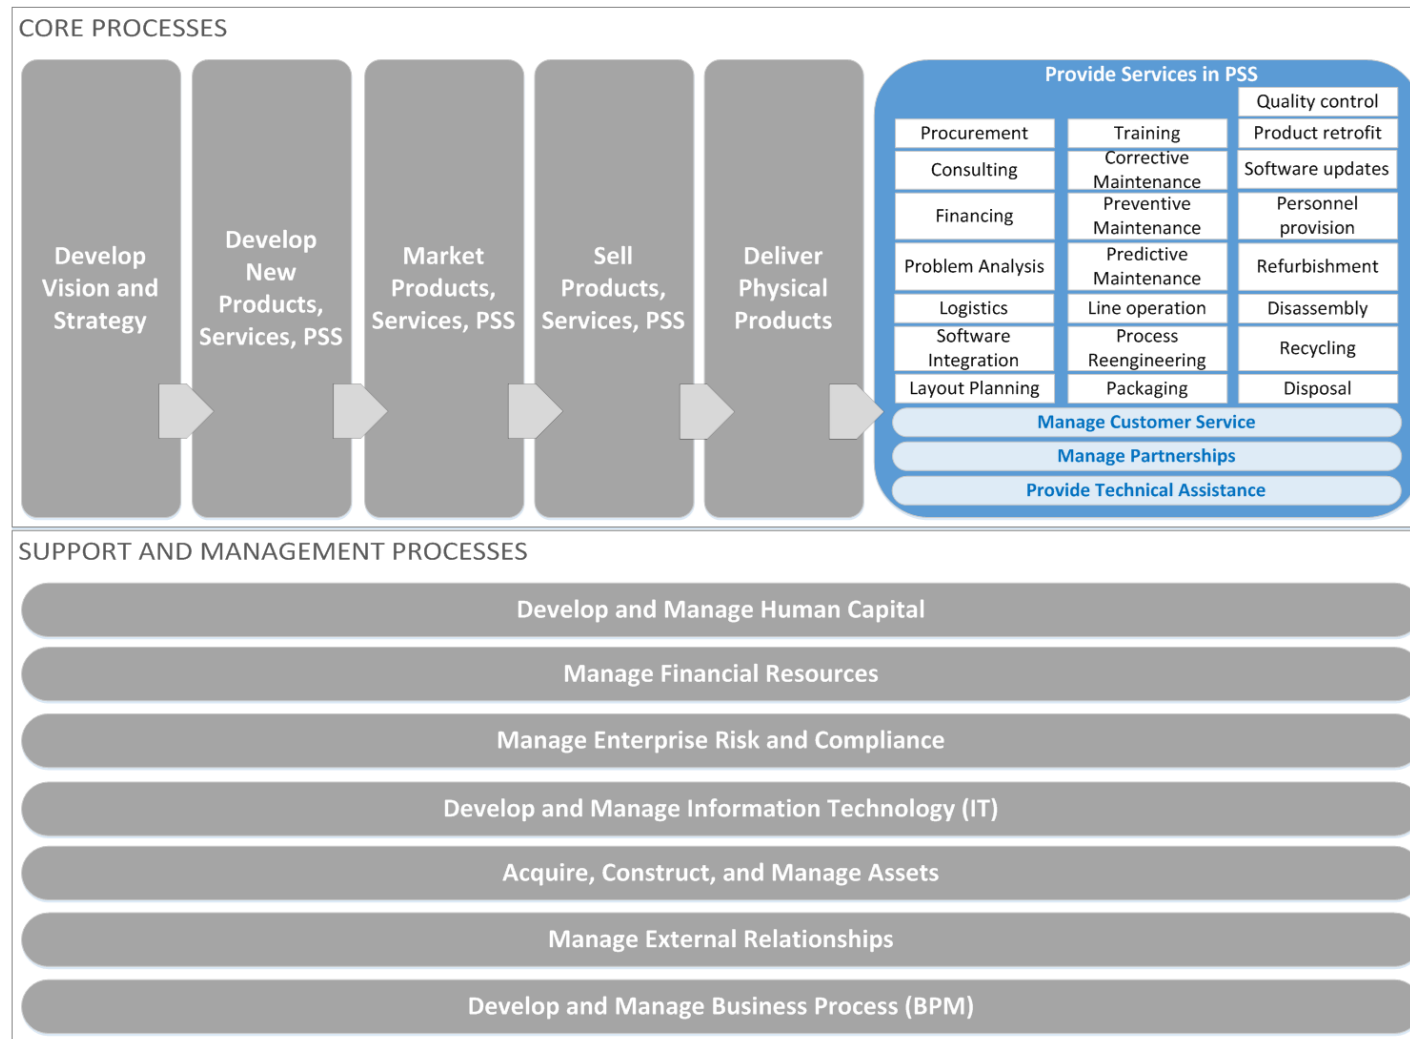 CORE PROCESSES
Develop
Vision and
Strategy
Develop
New
Products,
Services, PSS
Market
Products,
Services, PSS
Sell
Products,
Services, PSS
Deliver
Physical
Products
Provide Services in PSS
Procurement
Consulting
Financing
Problem Analysis
Logistics
Software
Integration
Layout Planning
Training
Corrective
Maintenance
Preventive
Maintenance
Predictive
Maintenance
Line operation
Process
Reengineering
Packaging
Quality control
Product retrofit
Software updates
Personnel
provision
Refurbishment
Disassembly
Recycling
Disposal
Manage Customer Service
Manage Partnerships
Provide Technical Assistance
SUPPORT AND MANAGEMENT PROCESSES
Develop and Manage Human Capital
Manage Financial Resources
Manage Enterprise Risk and Compliance
Develop and Manage Information Technology (IT)
Acquire, Construct, and Manage Assets
Manage External Relationships
Develop and Manage Business Process (BPM)